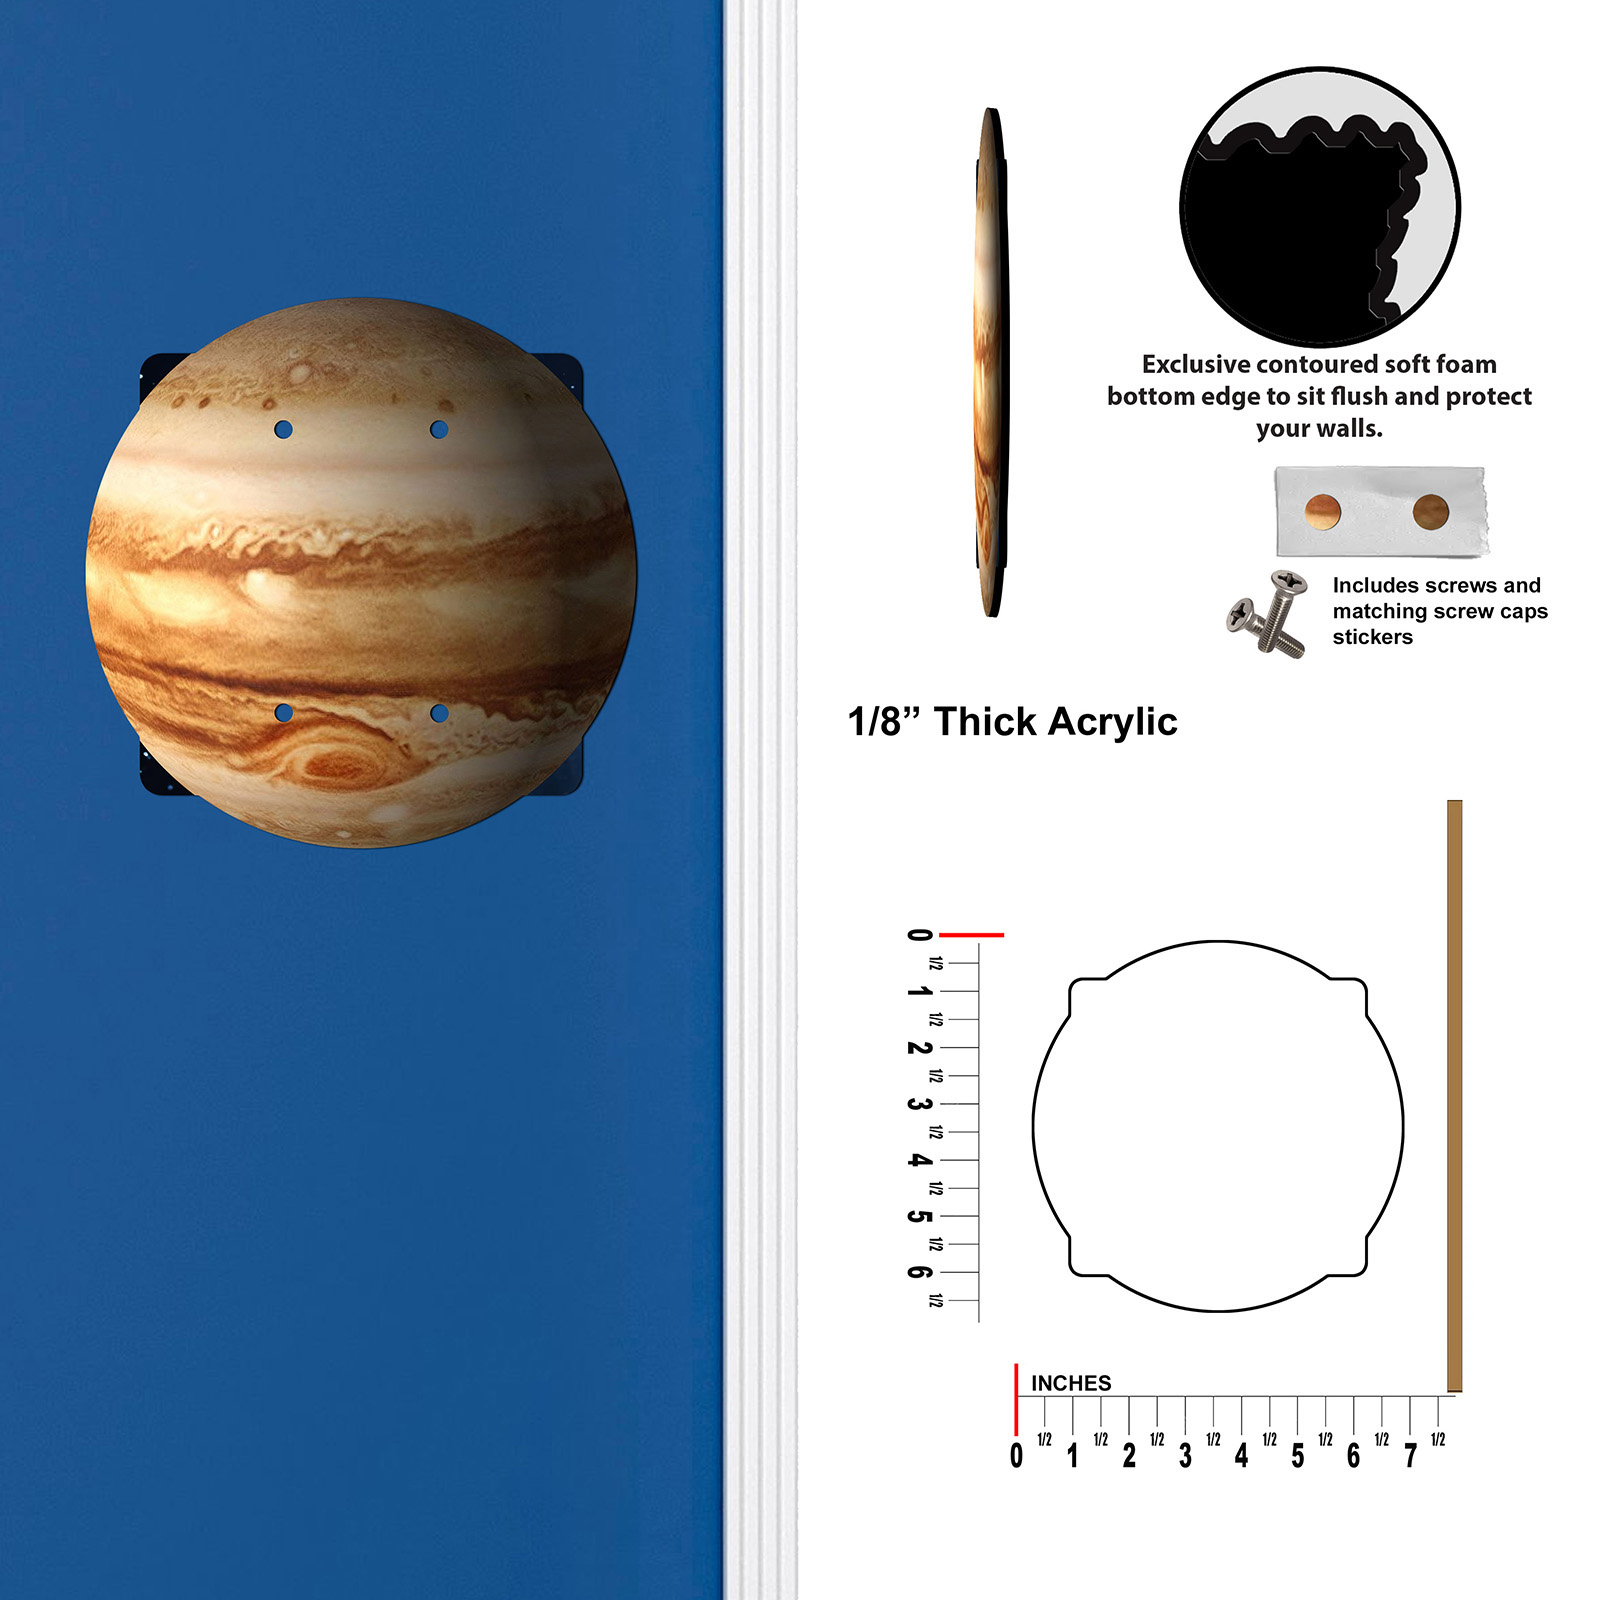 Exclusive contoured soft foam
bottom edge to sit flush and protect
your walls.
Includes screws and
matching screw caps
stickers
1/8” Thick Acrylic
0
1/2
1
1/2
2
1/2
3
1/2
4
1/2
5
1/2
6
1/2
INCHES
0 1/2 1 1/2 2 1/2 3 1/2 4 1/2 5 1/2 6 1/2 7 1/2